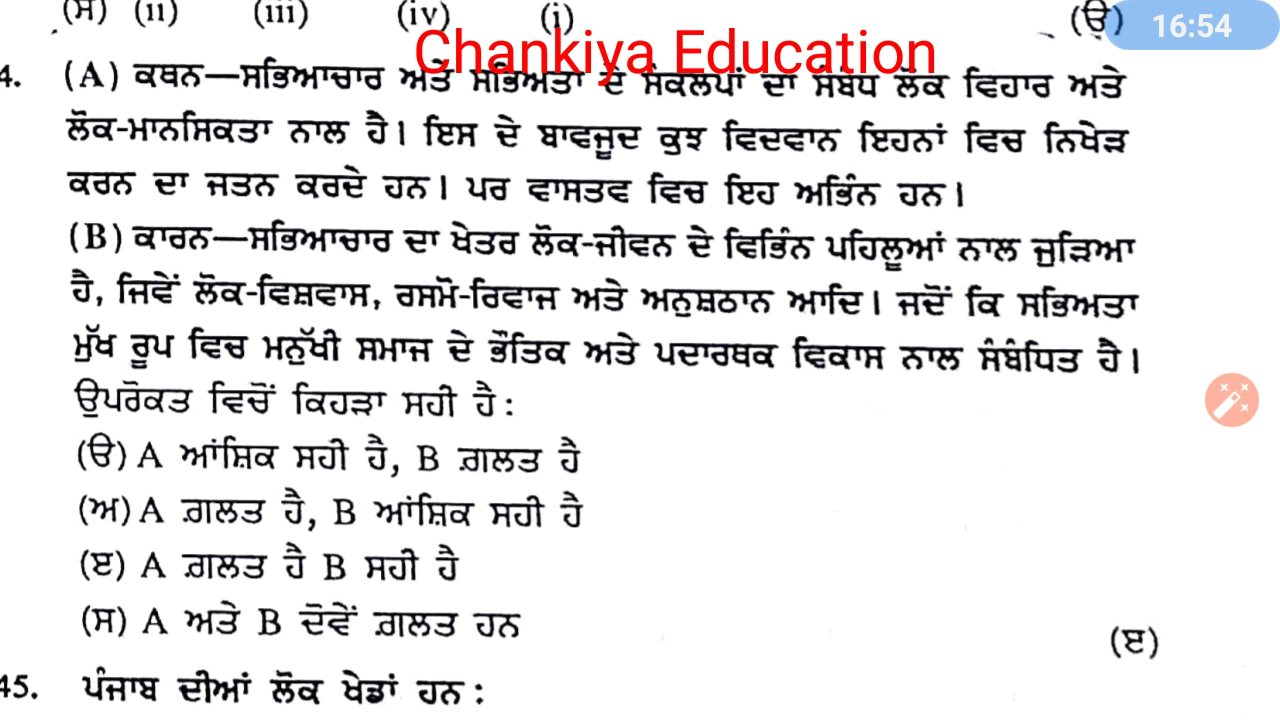 (ਸ) (ii) (iii) (iv) (i) (ੳ)
16:54
Chankiya Education
4. (A) ਕਥਨ—ਸਭਿਆਚਾਰ ਅਤੇ ਸਭਿਅਤਾ ਦੇ ਸੰਕਲਪਾਂ ਦਾ ਸੰਬੰਧ ਲੋਕ ਵਿਹਾਰ ਅਤੇ
ਲੋਕ-ਮਾਨਸਿਕਤਾ ਨਾਲ ਹੈ। ਇਸ ਦੇ ਬਾਵਜੂਦ ਕੁਝ ਵਿਦਵਾਨ ਇਹਨਾਂ ਵਿਚ ਨਿਖੇੜ
ਕਰਨ ਦਾ ਜਤਨ ਕਰਦੇ ਹਨ। ਪਰ ਵਾਸਤਵ ਵਿਚ ਇਹ ਅਭਿੰਨ ਹਨ।
(B) ਕਾਰਨ—ਸਭਿਆਚਾਰ ਦਾ ਖੇਤਰ ਲੋਕ-ਜੀਵਨ ਦੇ ਵਿਭਿੰਨ ਪਹਿਲੂਆਂ ਨਾਲ ਜੁੜਿਆ
ਹੈ, ਜਿਵੇਂ ਲੋਕ-ਵਿਸ਼ਵਾਸ, ਰਸਮੋ-ਰਿਵਾਜ ਅਤੇ ਅਨੁਸ਼ਠਾਨ ਆਦਿ। ਜਦੋਂ ਕਿ ਸਭਿਅਤਾ
ਮੁੱਖ ਰੂਪ ਵਿਚ ਮਨੁੱਖੀ ਸਮਾਜ ਦੇ ਭੌਤਿਕ ਅਤੇ ਪਦਾਰਥਕ ਵਿਕਾਸ ਨਾਲ ਸੰਬੰਧਿਤ ਹੈ।
ਉਪਰੋਕਤ ਵਿਚੋਂ ਕਿਹੜਾ ਸਹੀ ਹੈ :
(ੳ) A ਆਂਸ਼ਿਕ ਸਹੀ ਹੈ, B ਗ਼ਲਤ ਹੈ
(ਅ) A ਗ਼ਲਤ ਹੈ, B ਆਂਸ਼ਿਕ ਸਹੀ ਹੈ
(ੲ) A ਗ਼ਲਤ ਹੈ B ਸਹੀ ਹੈ
(ਸ) A ਅਤੇ B ਦੋਵੇਂ ਗ਼ਲਤ ਹਨ
(ੲ)
45. ਪੰਜਾਬ ਦੀਆਂ ਲੋਕ ਖੇਡਾਂ ਹਨ :